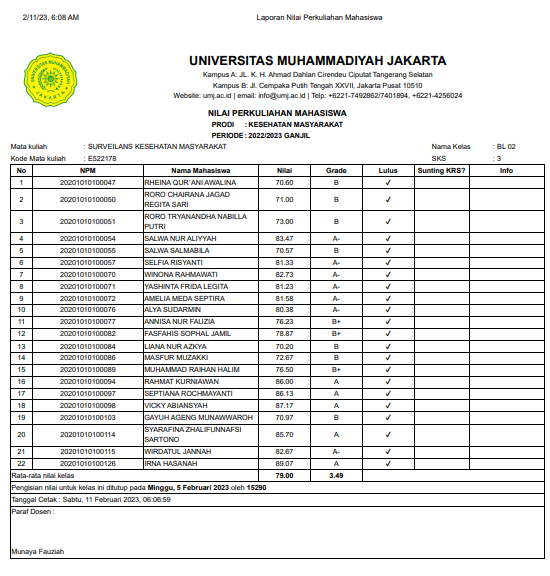 2/11/23, 6:08 AM Laporan Nilai Perkuliahan Mahasiswa
UNIVERSITAS MUHAMMADIYAH JAKARTA
Kampus A: JL. K. H. Ahmad Dahlan Cirendeu Ciputat Tangerang Selatan
Kampus B: Jl. Cempaka Putih Tengah XXVII, Jakarta Pusat 10510
Website: umj.ac.id | email: info@umj.ac.id | Telp: +6221-7492862/7401894, +6221-4256024
NILAI PERKULIAHAN MAHASISWA
PRODI : KESEHATAN MASYARAKAT
PERIODE : 2022/2023 GANJIL
Mata kuliah : SURVEILANS KESEHATAN MASYARAKAT Nama Kelas : BL 02
Kode Mata kuliah : E522178 SKS : 3
No NPM Nama Mahasiswa Nilai Grade Lulus Sunting KRS? Info
1 20201010100047 RHEINA QUR`ANI AWALINA 70.60 B ✓
2 20201010100050 RORO CHAIRANA JAGAD REGITA SARI 71.00 B ✓
3 20201010100051 RORO TRYANANDHA NABILLA PUTRI 73.00 B ✓
4 20201010100054 SALWA NUR ALIYYAH 83.47 A- ✓
5 20201010100055 SALWA SALMABILA 70.57 B ✓
6 20201010100057 SELFIA RISYANTI 81.33 A- ✓
7 20201010100070 WINONA RAHMAWATI 82.73 A- ✓
8 20201010100071 YASHINTA FRIDA LEGITA 81.23 A- ✓
9 20201010100072 AMELIA MEDA SEPTIRA 81.58 A- ✓
10 20201010100076 ALYA SUDARMIN 80.38 A- ✓
11 20201010100077 ANNISA NUR FAUZIA 76.23 B+ ✓
12 20201010100082 FASFAHIS SOPHAL JAMIL 78.87 B+ ✓
13 20201010100084 LIANA NUR AZKYA 70.20 B ✓
14 20201010100086 MASFUR MUZAKKI 72.67 B ✓
15 20201010100089 MUHAMMAD RAIHAN HALIM 76.50 B+ ✓
16 20201010100094 RAHMAT KURNIAWAN 86.00 A ✓
17 20201010100097 SEPTIANA ROCHMAYANTI 86.13 A ✓
18 20201010100098 VICKY ABIANSYAH 87.17 A ✓
19 20201010100103 GAYUH AGENG MUNAWWAROH 70.97 B ✓
20 20201010100114 SYARAFINA ZHALIFUNNAFSI SARTONO 85.70 A ✓
21 20201010100115 WIRDATUL JANNAH 82.67 A- ✓
22 20201010100126 IRNA HASANAH 89.07 A ✓
Rata-rata nilai kelas 79.00 3.49
Pengisian nilai untuk kelas ini ditutup pada Minggu, 5 Februari 2023 oleh 15290
Tanggal Cetak : Sabtu, 11 Februari 2023, 06:06:59
Paraf Dosen :
Munaya Fauziah